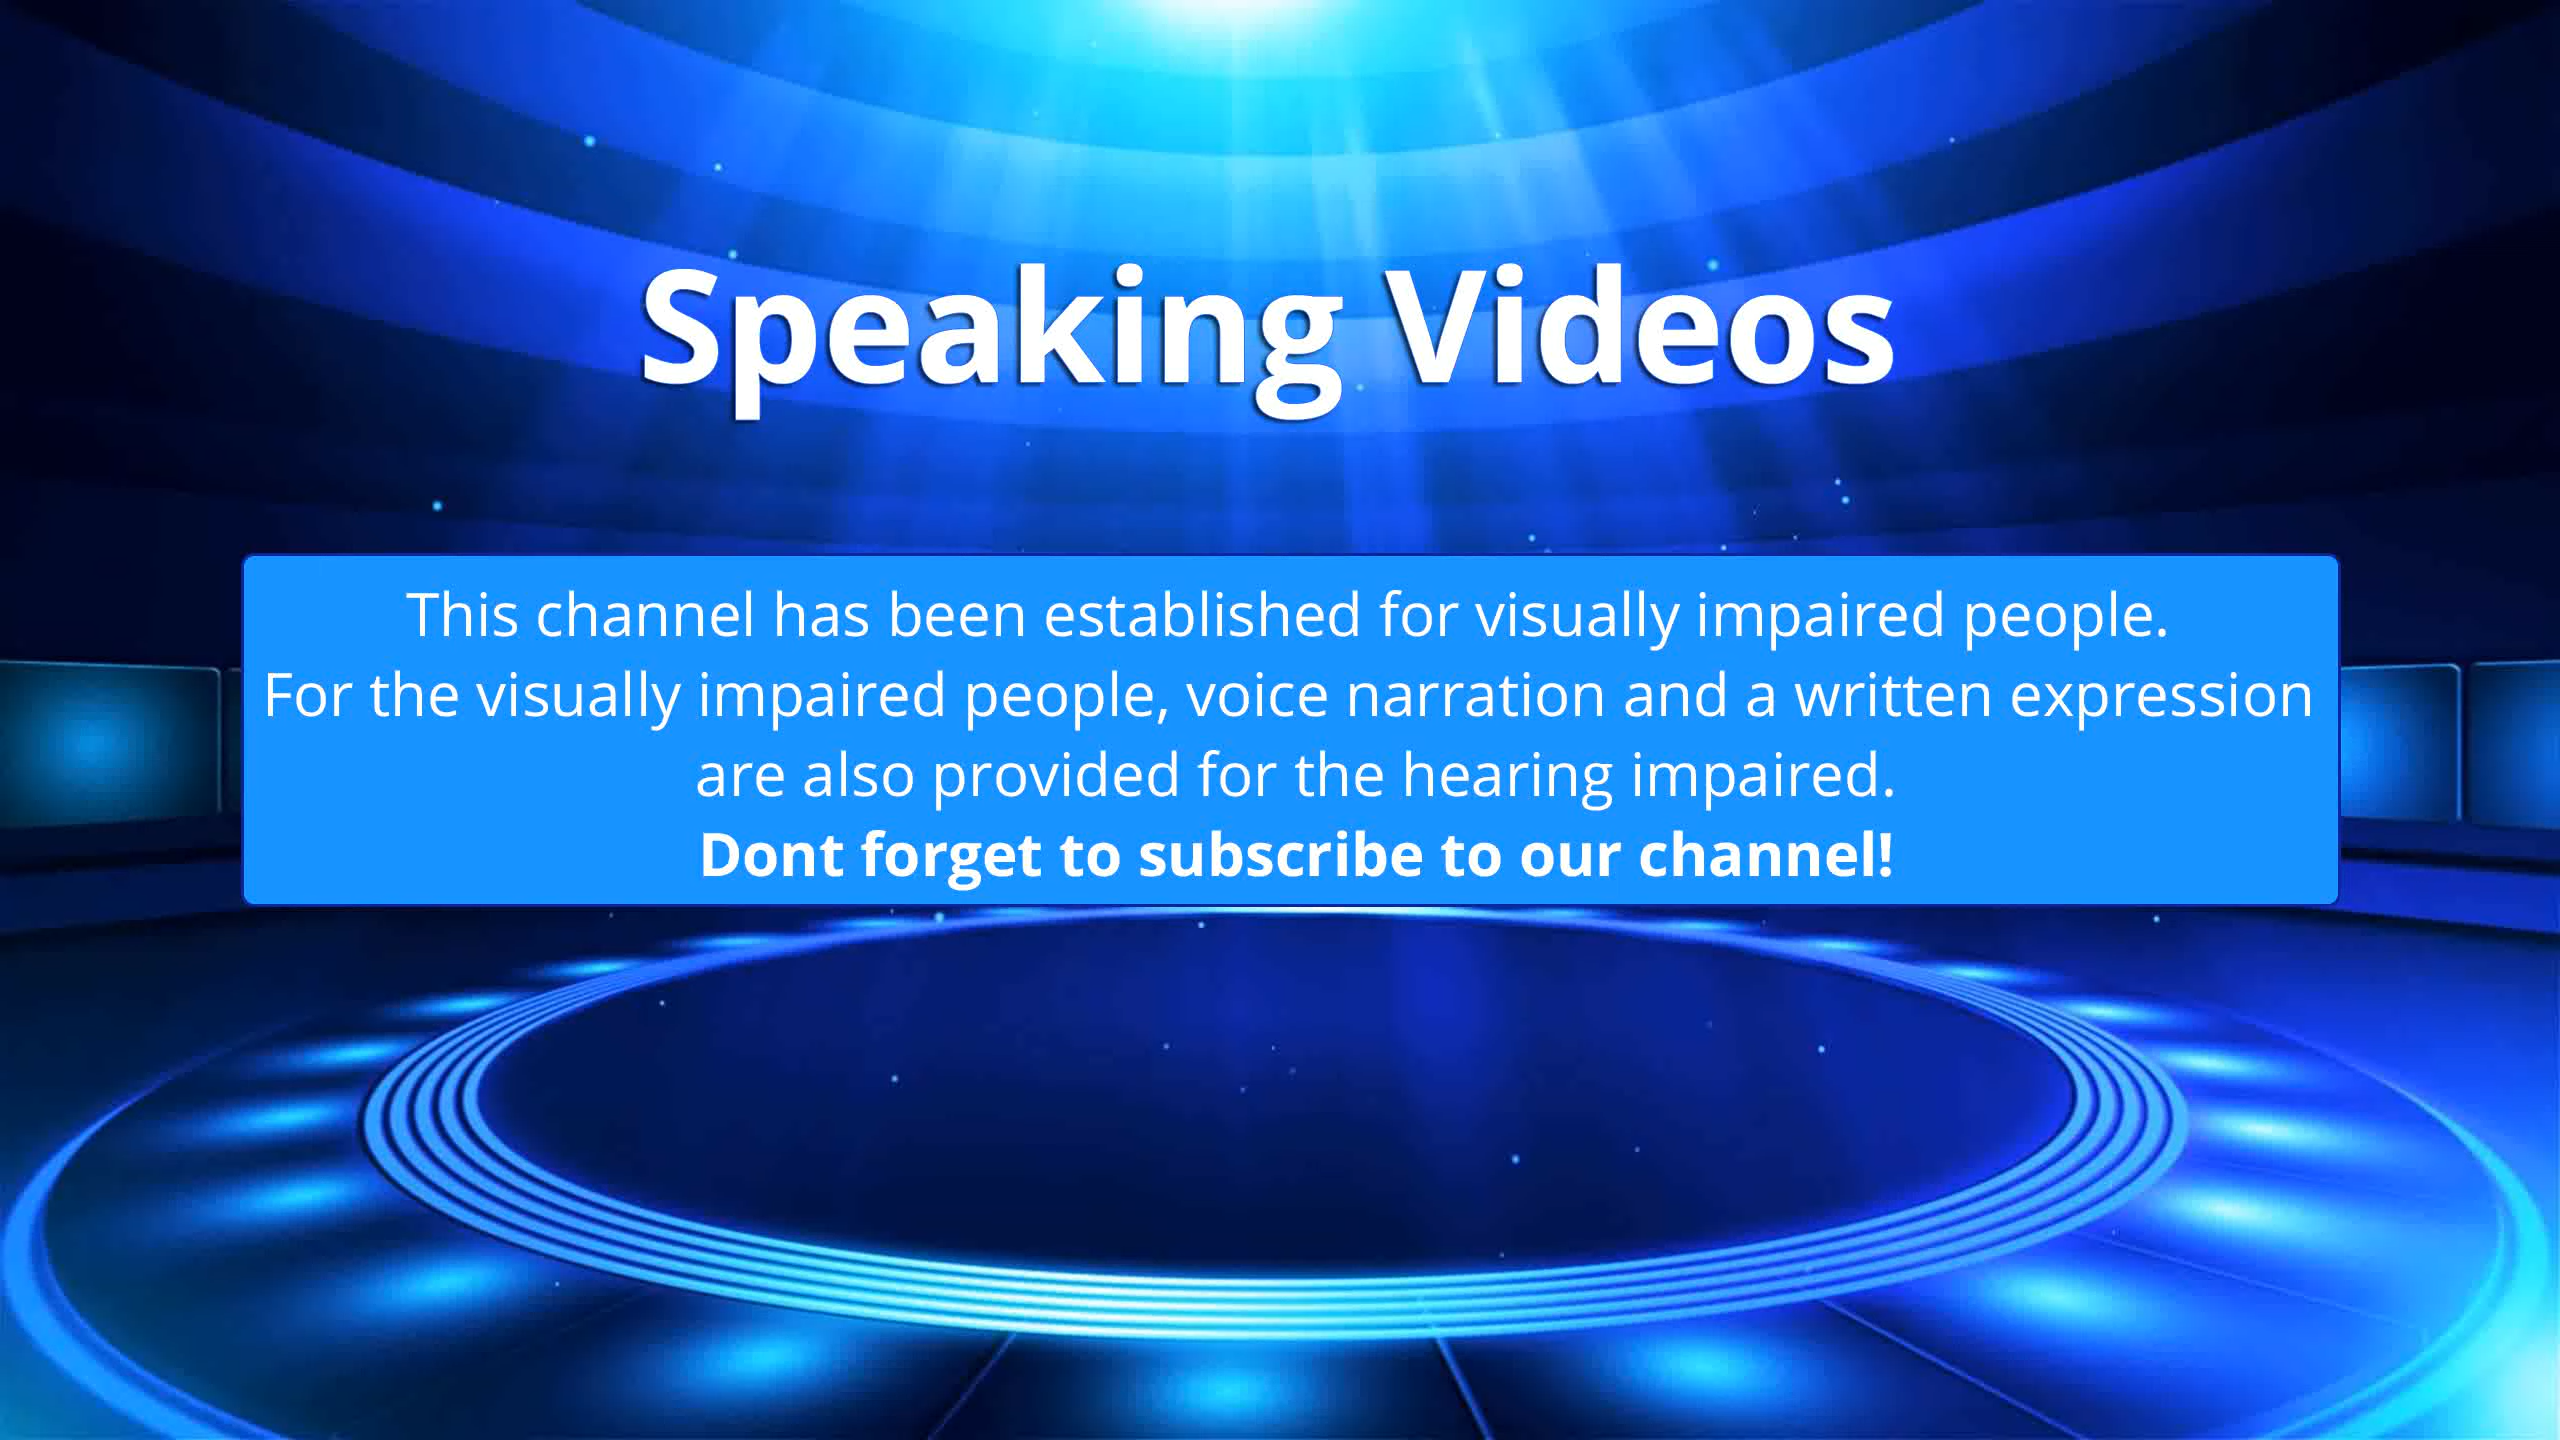 Speaking Videos
This channel has been established for visually impaired people.
For the visually impaired people, voice narration and a written expression
are also provided for the hearing impaired.
Dont forget to subscribe to our channel!